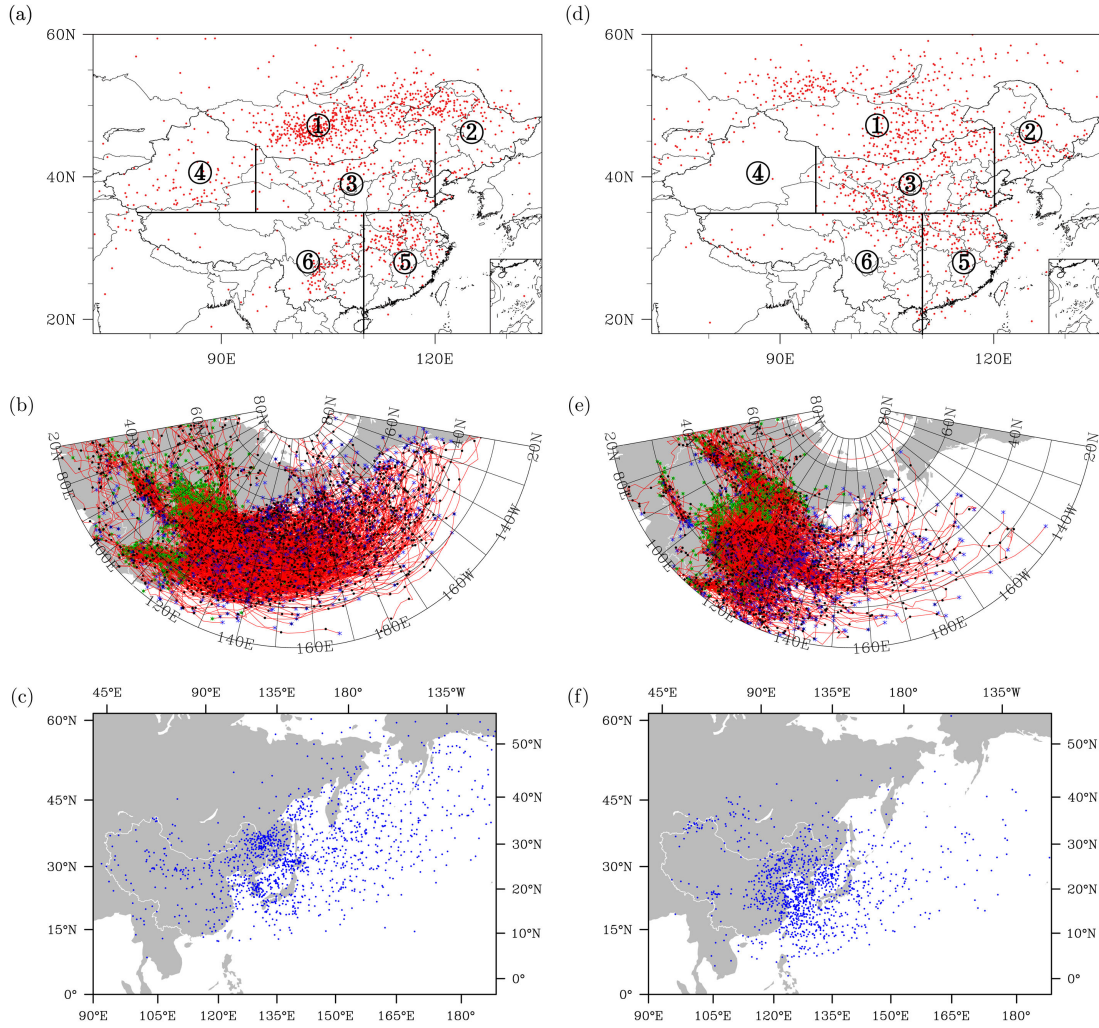 (a)
60N
40N
20N
90E 120E
① ② ③ ④ ⑤ ⑥
(d)
60N
40N
20N
90E 120E
① ② ③ ④ ⑤ ⑥
(b)
20N 40N 60N 80N 80N 60N 40N 20N
80E 100E 120E 140E 160E 180E 160W 140W
(e)
20N 40N 60N 80N 80N 60N 40N 20N
80E 100E 120E 140E 160E 180E 160W 140W
(c)
45°E 90°E 135°E 180° 135°W
60°N
45°N
30°N
15°N
0°
50°N
40°N
30°N
20°N
10°N
0°
90°E 105°E 120°E 135°E 150°E 165°E 180°
(f)
45°E 90°E 135°E 180° 135°W
60°N
45°N
30°N
15°N
0°
50°N
40°N
30°N
20°N
10°N
0°
90°E 105°E 120°E 135°E 150°E 165°E 180°